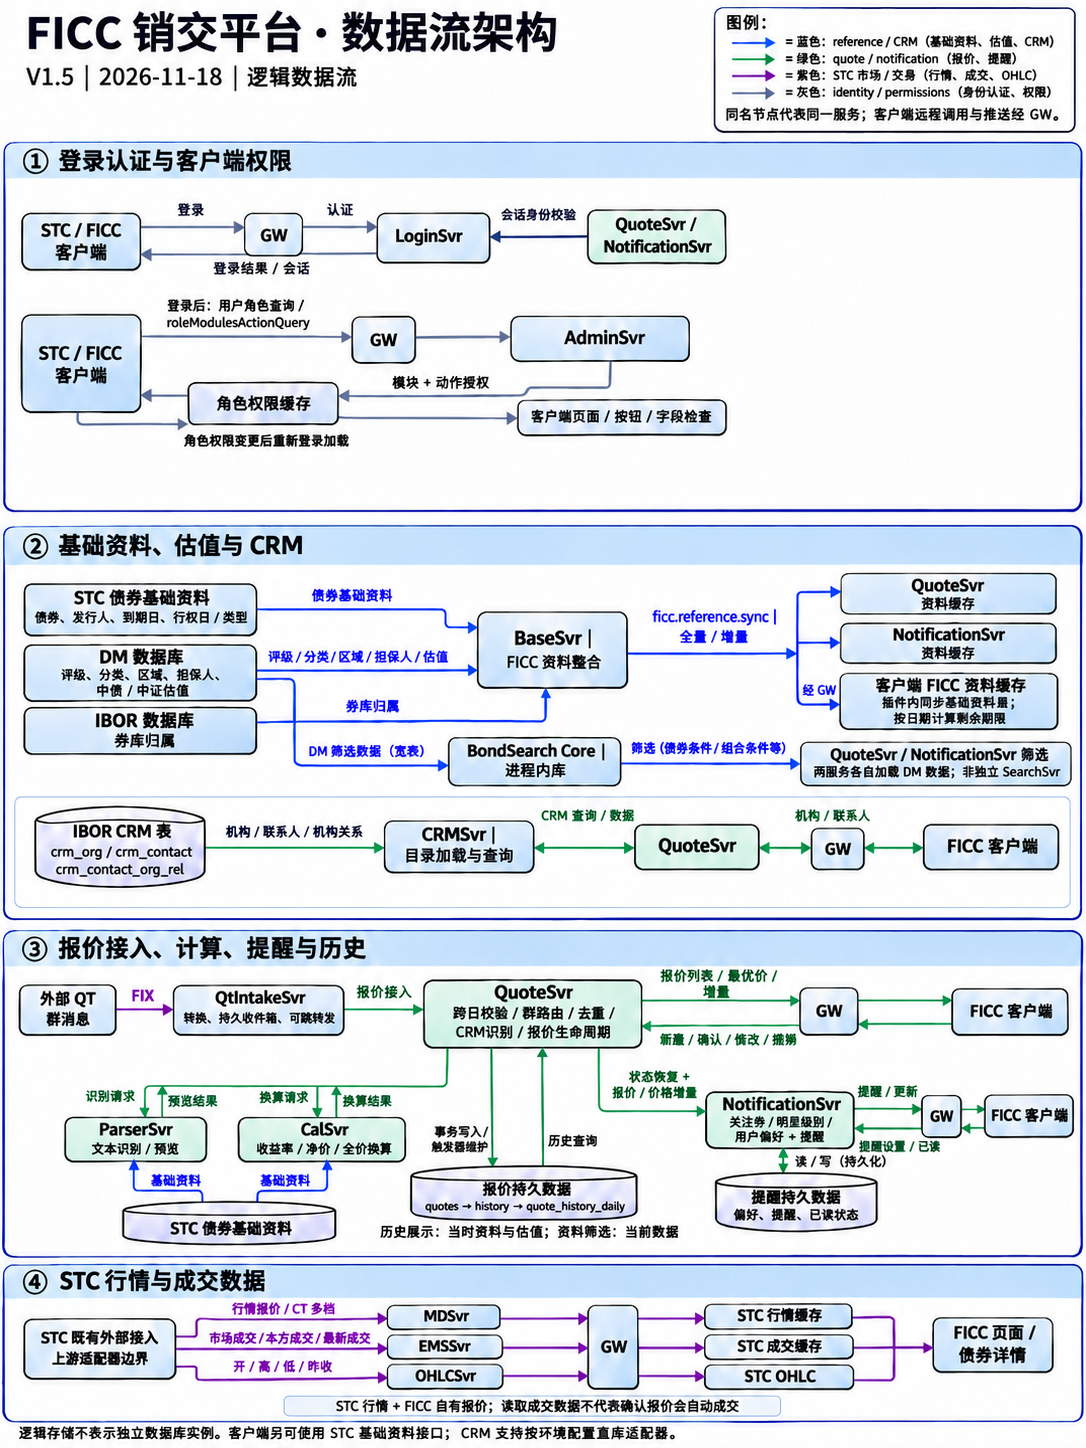 FICC 销交平台 · 数据流架构
V1.5 | 2026-11-18 | 逻辑数据流
图例：
= 蓝色：reference / CRM（基础资料、估值、CRM）
= 绿色：quote / notification（报价、提醒）
= 紫色：STC 市场 / 交易（行情、成交、OHLC）
= 灰色：identity / permissions（身份认证、权限）
同名节点代表同一服务；客户端远程调用与推送经 GW。
① 登录认证与客户端权限
STC / FICC
客户端
登录
GW
认证
LoginSvr
会话身份校验
QuoteSvr /
NotificationSvr
登录结果 / 会话
登录后：用户角色查询 /
roleModulesActionQuery
STC / FICC
客户端
GW
AdminSvr
模块 + 动作授权
角色权限缓存
客户端页面 / 按钮 / 字段检查
角色权限变更后重新登录加载
② 基础资料、估值与 CRM
STC 债券基础资料
债券、发行人、到期日、行权日 / 类型
债券基础资料
DM 数据库
评级、分类、区域、担保人、
中债 / 中证估值
评级 / 分类 / 区域 / 担保人 / 估值
IBOR 数据库
券库归属
券库归属
BaseSvr |
FICC 资料整合
ficc.reference.sync |
全量 / 增量
QuoteSvr
资料缓存
NotificationSvr
资料缓存
经 GW
客户端 FICC 资料缓存
插件内同步基础资料量；
按日期计算剩余期限
DM 筛选数据（宽表）
BondSearch Core |
进程内库
筛选 (债券条件 / 组合条件等)
QuoteSvr / NotificationSvr 筛选
两服务各自加载 DM 数据；非独立 SearchSvr
IBOR CRM 表
crm_org / crm_contact
crm_contact_org_rel
机构 / 联系人 / 机构关系
CRMSvr |
目录加载与查询
CRM 查询 / 数据
QuoteSvr
机构 / 联系人
GW
FICC 客户端
③ 报价接入、计算、提醒与历史
外部 QT
群消息
FIX
QtIntakeSvr
转换、持久收件箱、可跳转发
报价接入
QuoteSvr
跨日校验 / 群路由 / 去重 /
CRM识别 / 报价生命周期
报价列表 / 最优价 /
增量
GW
FICC 客户端
新 / 确认 / 改 /
识别请求
预览结果
换算请求
换算结果
ParserSvr
文本识别 / 预览
CalSvr
收益率 / 净价 / 全价换算
基础资料
基础资料
STC 债券基础资料
事务写入 /
触发器维护
历史查询
报价持久数据
quotes → history → quote_history_daily
历史展示：当时资料与估值；资料筛选：当前数据
状态恢复 +
报价 / 价格增量
NotificationSvr
关注券 / 明星级别 /
用户偏好 + 提醒
提醒 / 更新
GW
FICC 客户端
提醒设置 / 已读
读 / 写（持久化）
提醒持久数据
偏好、提醒、已读状态
④ STC 行情与成交数据
STC 既有外部接入
上游适配器边界
行情报价 / CT 多档
市场成交 / 本方成交 / 最新成交
开 / 高 / 低 / 昨收
MDSvr
EMSSvr
OHLCSvr
GW
STC 行情缓存
STC 成交缓存
STC OHLC
FICC 页面 /
债券详情
STC 行情 + FICC 自有报价；读取成交数据不代表确认报价会自动成交
逻辑存储不表示独立数据库实例。客户端另可使用 STC 基础资料接口； CRM 支持按环境配置直库适配器。